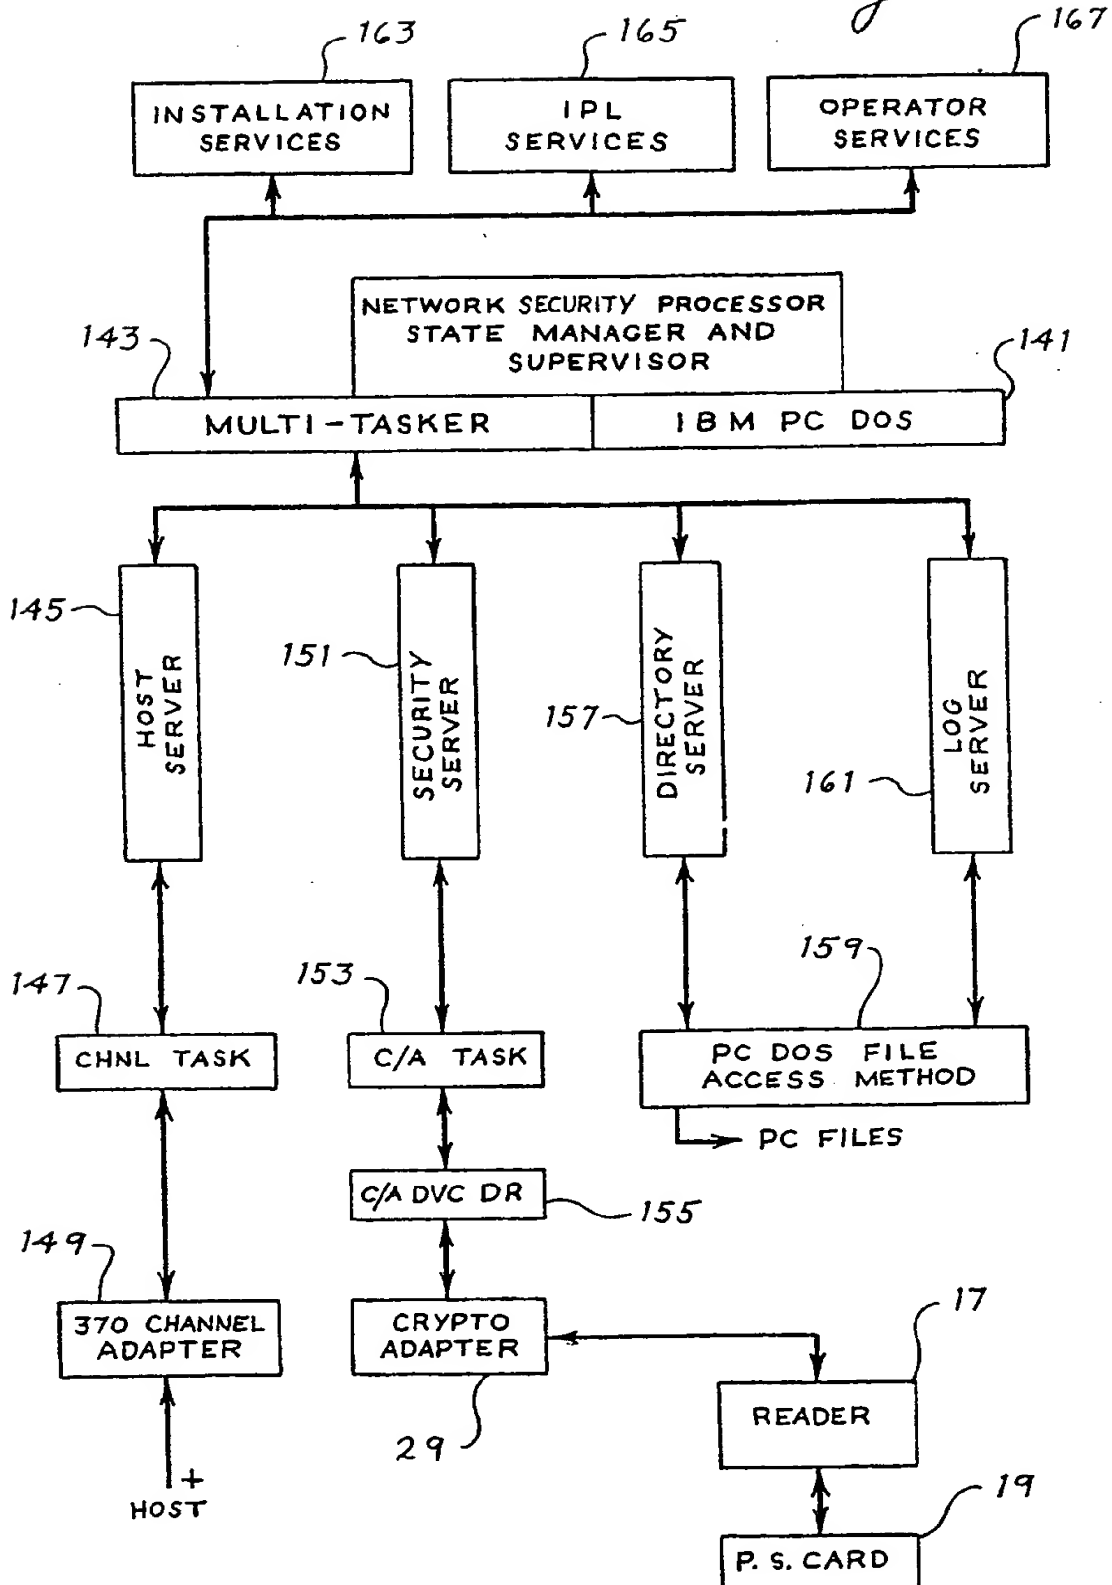 163
165
167
INSTALLATION
SERVICES
IPL
SERVICES
OPERATOR
SERVICES
NETWORK SECURITY PROCESSOR
STATE MANAGER AND
SUPERVISOR
143
141
MULTI-TASKER
IBM PC DOS
145
HOST
SERVER
151
SECURITY
SERVER
157
DIRECTORY
SERVER
161
LOG
SERVER
147
CHNL TASK
153
C/A TASK
159
PC DOS FILE
ACCESS METHOD
PC FILES
C/A DVC DR
155
149
370 CHANNEL
ADAPTER
CRYPTO
ADAPTER
29
17
READER
+
HOST
19
P. S. CARD